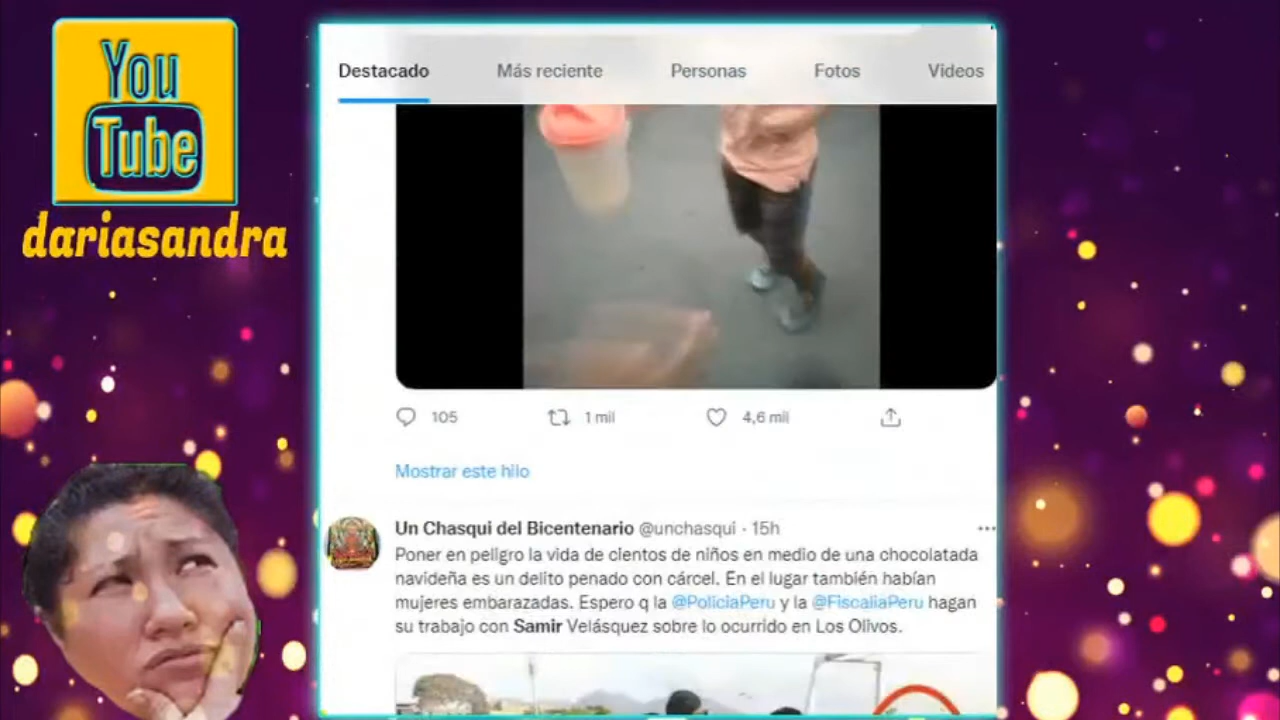 You
Tube
dariasandra
Destacado Más reciente Personas Fotos Videos
105 1 mil 4,6 mil
Mostrar este hilo
Un Chasqui del Bicentenario @unchasqui · 15h
Poner en peligro la vida de cientos de niños en medio de una chocolatada
navideña es un delito penado con cárcel. En el lugar también habían
mujeres embarazadas. Espero q la @PoliciaPeru y la @FiscaliaPeru hagan
su trabajo con Samir Velásquez sobre lo ocurrido en Los Olivos.